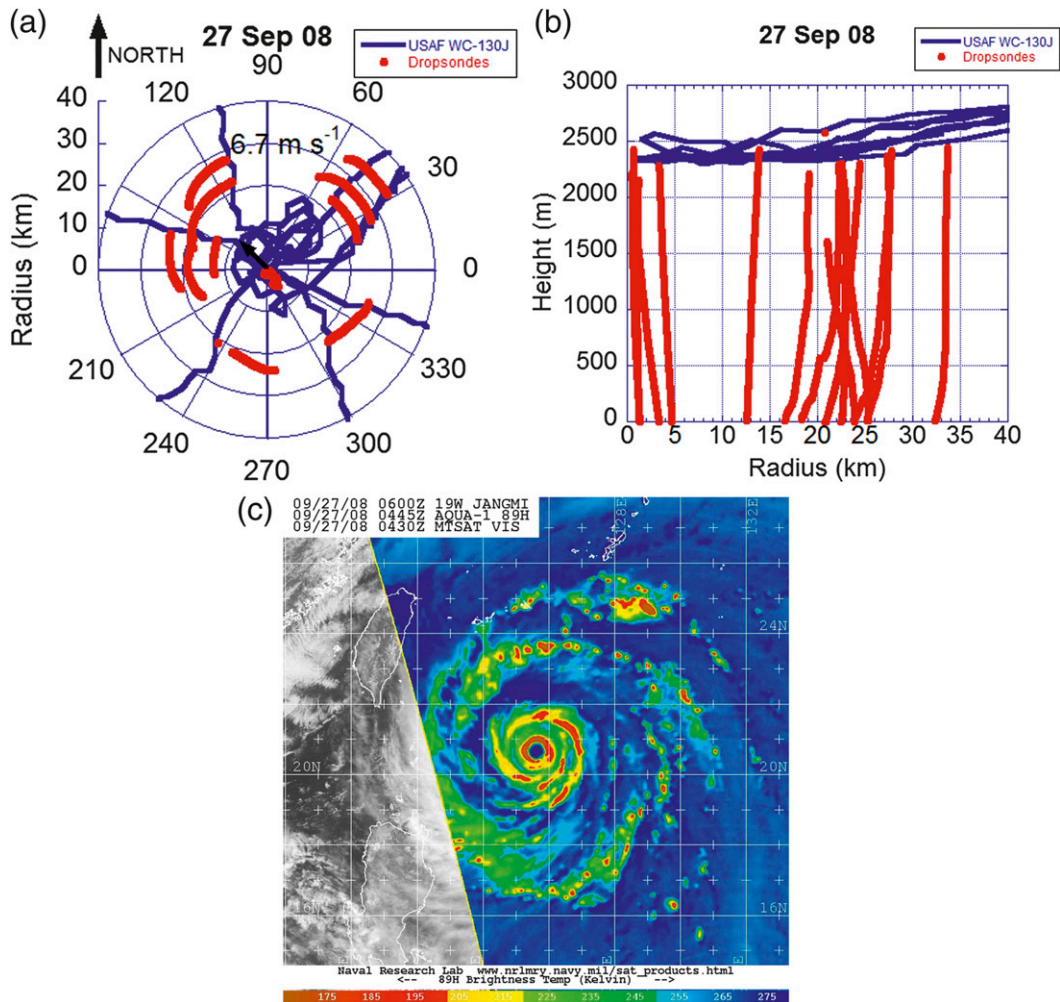 (a)
NORTH
27 Sep 08
USAF WC-130J
Dropsondes
90
120
60
6.7 m s⁻¹
30
0
210
330
240
300
270
40
30
20
10
0
Radius (km)
(b)
27 Sep 08
USAF WC-130J
Dropsondes
3000
2500
2000
1500
1000
500
0
Height (m)
0 5 10 15 20 25 30 35 40
Radius (km)
(c)
09/27/08 0600Z 19W JANGMI
09/27/08 0445Z AQUA-1 89H
09/27/08 0430Z MTSAT VIS
128E
132E
24N
24N
20N
20N
16N
16N
Naval Research Lab www.nrlmry.navy.mil/sat_products.html
<-- 89H Brightness Temp (Kelvin) -->
175 185 195 205 215 225 235 245 255 265 275